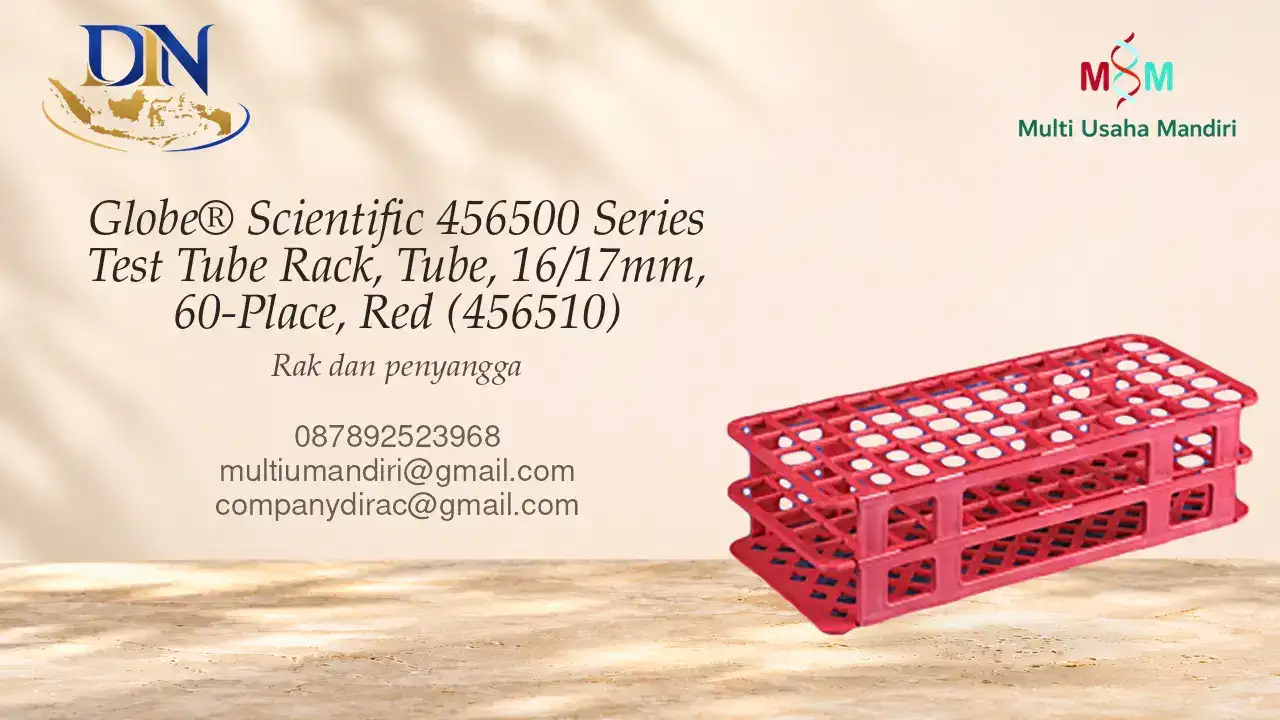 DN
M M
Multi Usaha Mandiri
Globe® Scientific 456500 Series
Test Tube Rack, Tube, 16/17mm,
60-Place, Red (456510)
Rak dan penyangga
087892523968
multiumandiri@gmail.com
companydirac@gmail.com